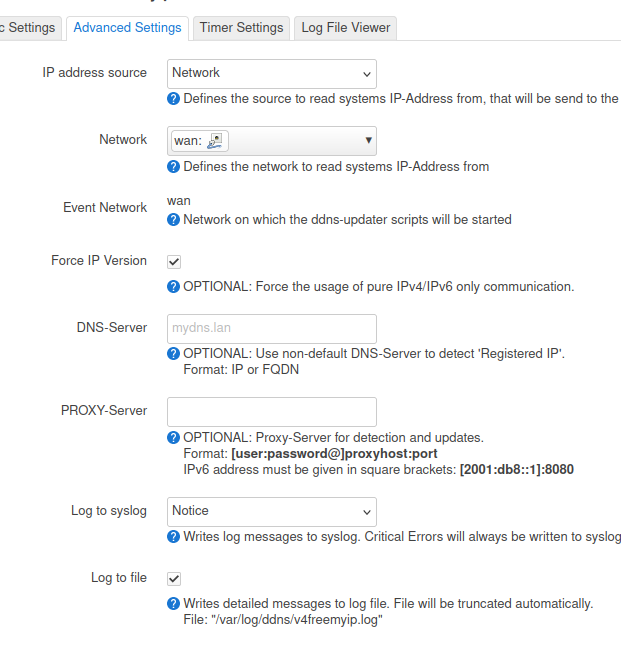 c Settings Advanced Settings Timer Settings Log File Viewer
IP address source Network
Defines the source to read systems IP-Address from, that will be send to the
Network wan:
Defines the network to read systems IP-Address from
Event Network wan
Network on which the ddns-updater scripts will be started
Force IP Version
OPTIONAL: Force the usage of pure IPv4/IPv6 only communication.
DNS-Server mydns.lan
OPTIONAL: Use non-default DNS-Server to detect 'Registered IP'.
Format: IP or FQDN
PROXY-Server
OPTIONAL: Proxy-Server for detection and updates.
Format: [user:password@]proxyhost:port
IPv6 address must be given in square brackets: [2001:db8::1]:8080
Log to syslog Notice
Writes log messages to syslog. Critical Errors will always be written to syslog
Log to file
Writes detailed messages to log file. File will be truncated automatically.
File: "/var/log/ddns/v4freemyip.log"